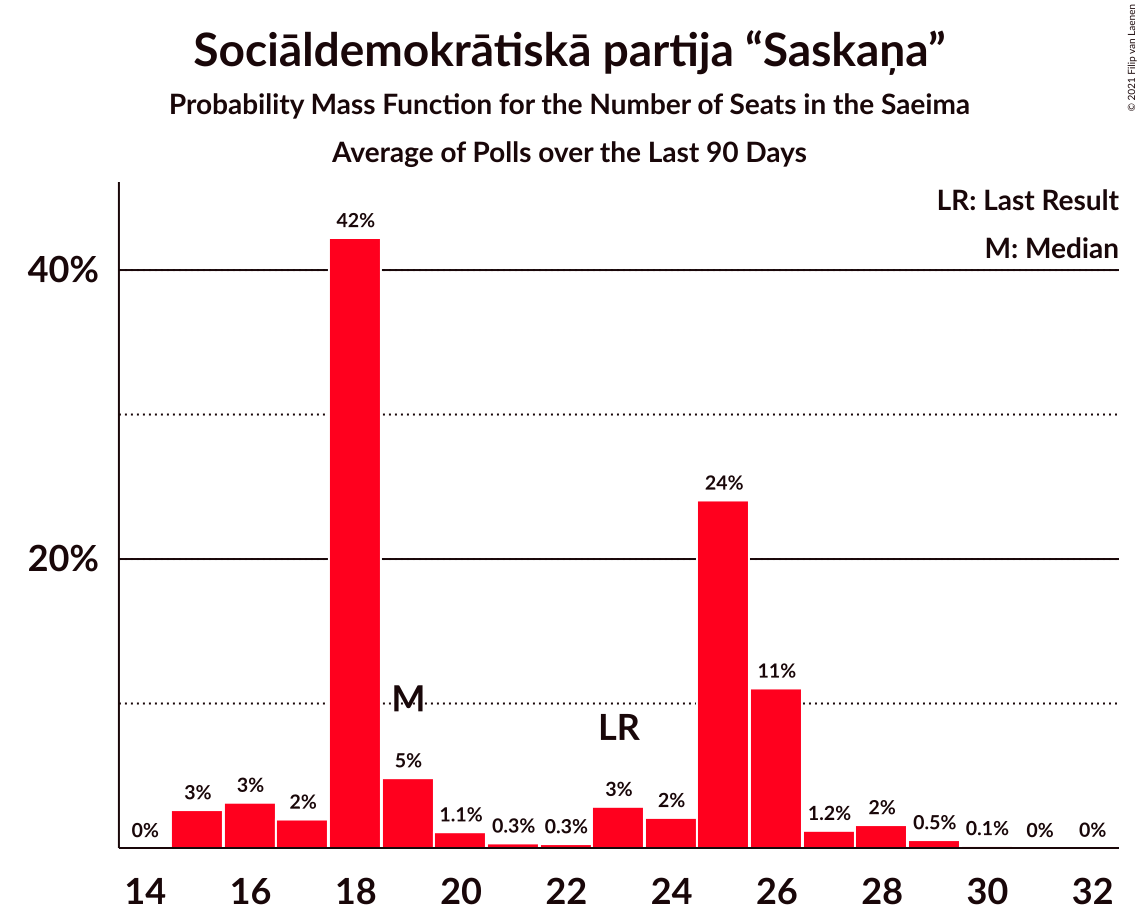 Sociāldemokrātiskā partija “Saskaņa”
Probability Mass Function for the Number of Seats in the Saeima
Average of Polls over the Last 90 Days
© 2021 Filip van Laenen
LR: Last Result
M: Median
40%
20%
42%
24%
11%
M
LR
5%
3%
3%
2%
0%
1.1%
0.3%
0.3%
3%
2%
1.2%
2%
0.5%
0.1%
0%
0%
14 16 18 20 22 24 26 28 30 32